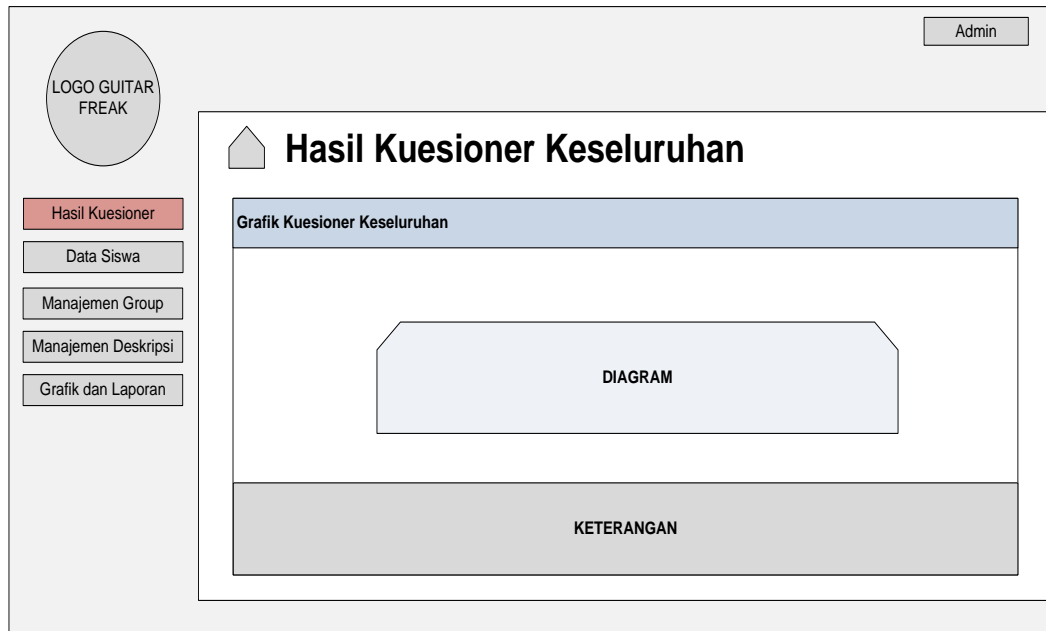 Admin
LOGO GUITAR
FREAK
Hasil Kuesioner Keseluruhan
Hasil Kuesioner
Data Siswa
Manajemen Group
Manajemen Deskripsi
Grafik dan Laporan
Grafik Kuesioner Keseluruhan
DIAGRAM
KETERANGAN